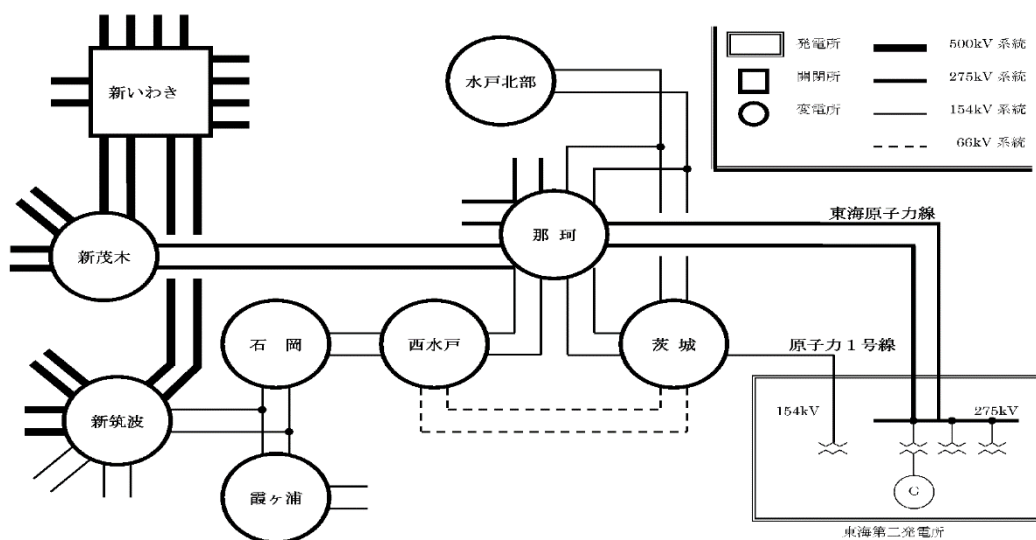 新いわき
水戸北部
発電所
500kV 系統
開閉所
275kV 系統
変電所
154kV 系統
66kV 系統
東海原子力線
那珂
新茂木
石岡
西水戸
茨城
原子力1号線
154kV
275kV
新筑波
霞ヶ浦
G
東海第二発電所